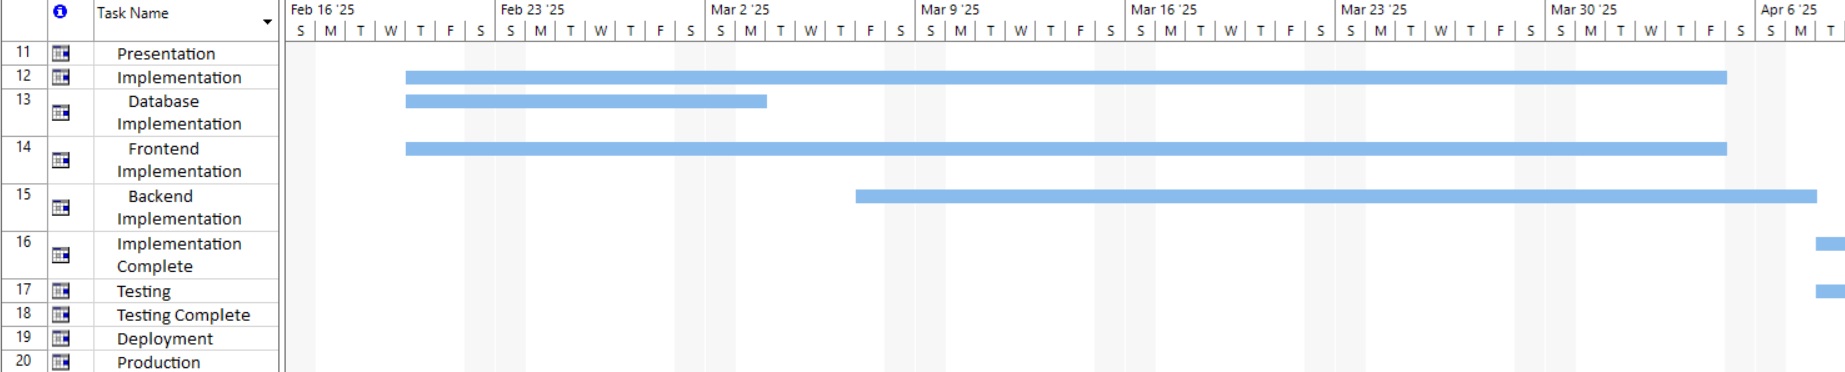 Task Name
Feb 16 '25 Feb 23 '25 Mar 2 '25 Mar 9 '25 Mar 16 '25 Mar 23 '25 Mar 30 '25 Apr 6 '25
S M T W T F S S M T W T F S S M T W T F S S M T W T F S S M T W T F S S M T W T F S S M T W T F S S M T
11 Presentation
12 Implementation
13 Database
Implementation
14 Frontend
Implementation
15 Backend
Implementation
16 Implementation
Complete
17 Testing
18 Testing Complete
19 Deployment
20 Production